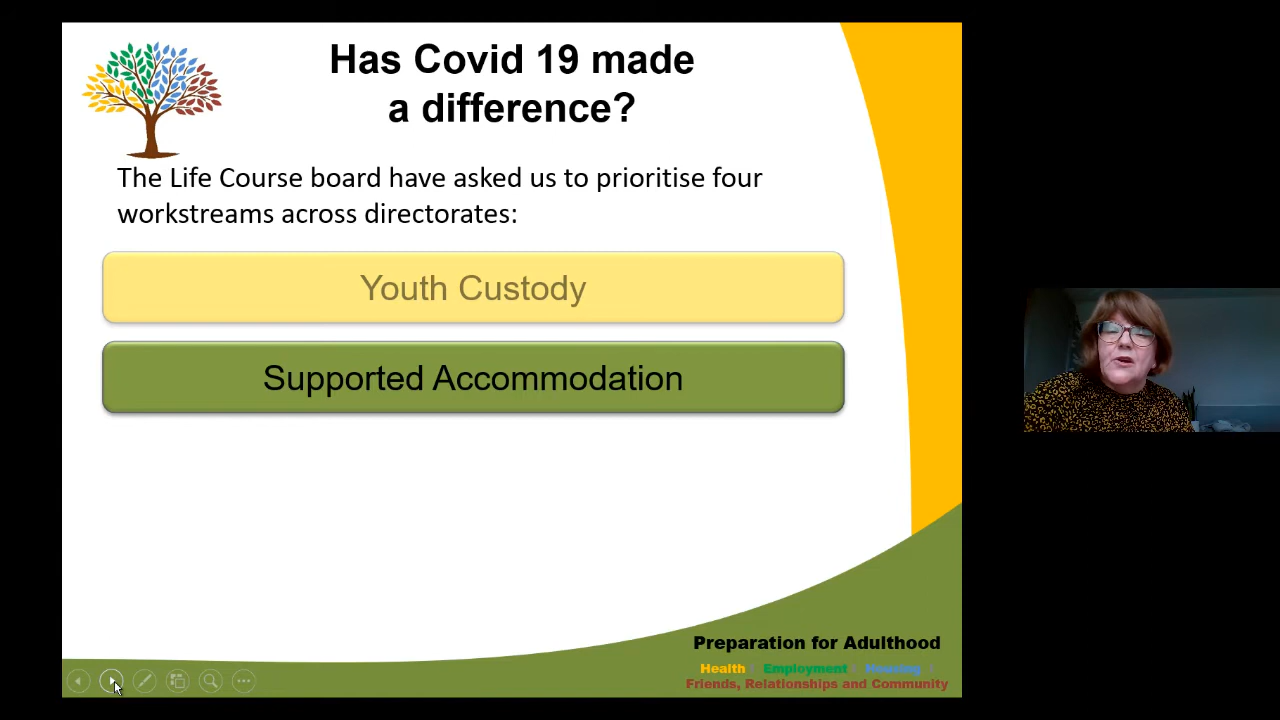 Has Covid 19 made
a difference?
The Life Course board have asked us to prioritise four
workstreams across directorates:
Youth Custody
Supported Accommodation
Preparation for Adulthood
Health | Employment | Housing |
Friends, Relationships and Community